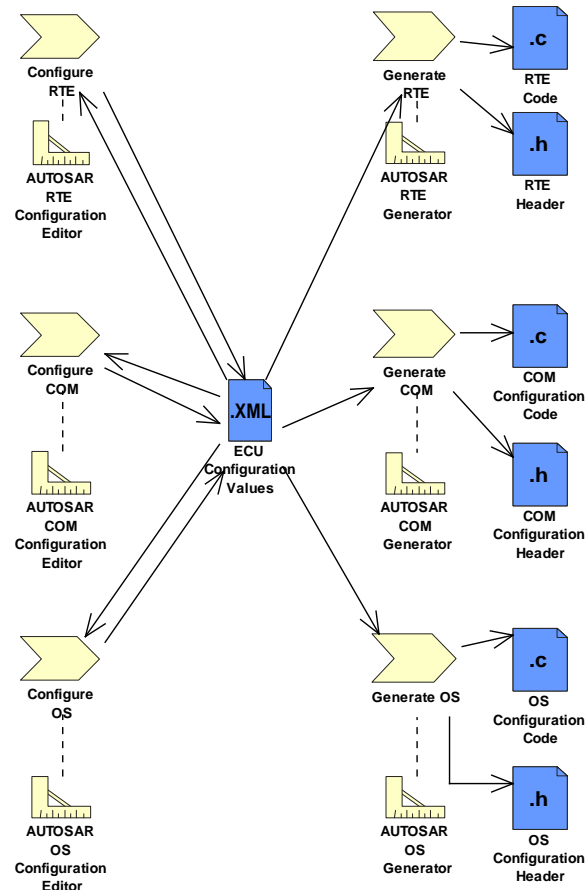 .c
Configure
RTE
Generate
RTE
RTE
Code
.h
AUTOSAR
RTE
Configuration
Editor
AUTOSAR
RTE
Generator
RTE
Header
.c
Configure
COM
Generate
COM
COM
Configuration
Code
.XML
ECU
Configuration
Values
.h
AUTOSAR
COM
Configuration
Editor
AUTOSAR
COM
Generator
COM
Configuration
Header
.c
Configure
OS
Generate OS
OS
Configuration
Code
.h
AUTOSAR
OS
Configuration
Editor
AUTOSAR
OS
Generator
OS
Configuration
Header